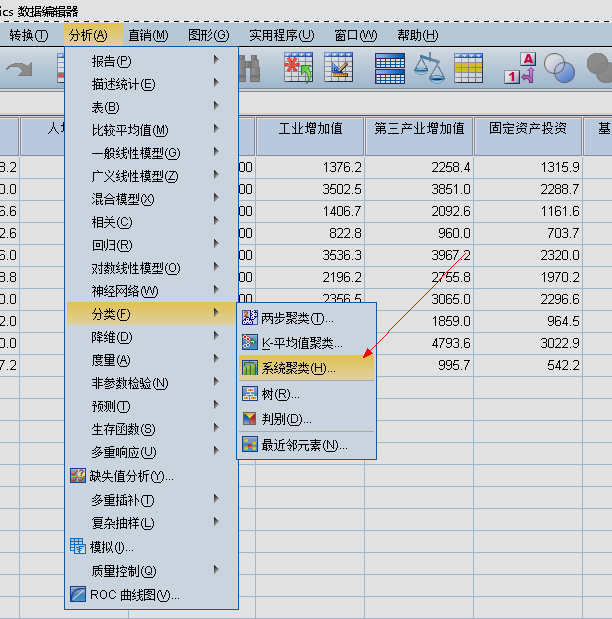 ics 数据编辑器
转换(T) 分析(A) 直销(M) 图形(G) 实用程序(U) 窗口(W) 帮助(H)
报告(P)
描述统计(E)
表(B)
比较平均值(M)
一般线性模型(G)
广义线性模型(Z)
混合模型(X)
相关(C)
回归(R)
对数线性模型(O)
神经网络(W)
分类(F)
降维(D)
度量(A)
非参数检验(N)
预测(T)
生存函数(S)
多重响应(U)
缺失值分析(Y)...
多重插补(T)
复杂抽样(L)
模拟(I)...
质量控制(Q)
ROC 曲线图(V)...
两步聚类(T)...
K-平均值聚类...
系统聚类(H)...
树(R)...
判别(D)...
最近邻元素(N)...
A
1
工业增加值 第三产业增加值 固定资产投资 基
8.2 00 1376.2 2258.4 1315.9
0.0 00 3502.5 3851.0 2288.7
6.6 00 1406.7 2092.6 1161.6
2.6 00 822.8 960.0 703.7
6.0 00 3536.3 3967.2 2320.0
8.8 00 2196.2 2755.8 1970.2
0.0 00 2356.5 3065.0 2296.6
2.0 1859.0 964.5
0.0 4793.6 3022.9
7.2 995.7 542.2